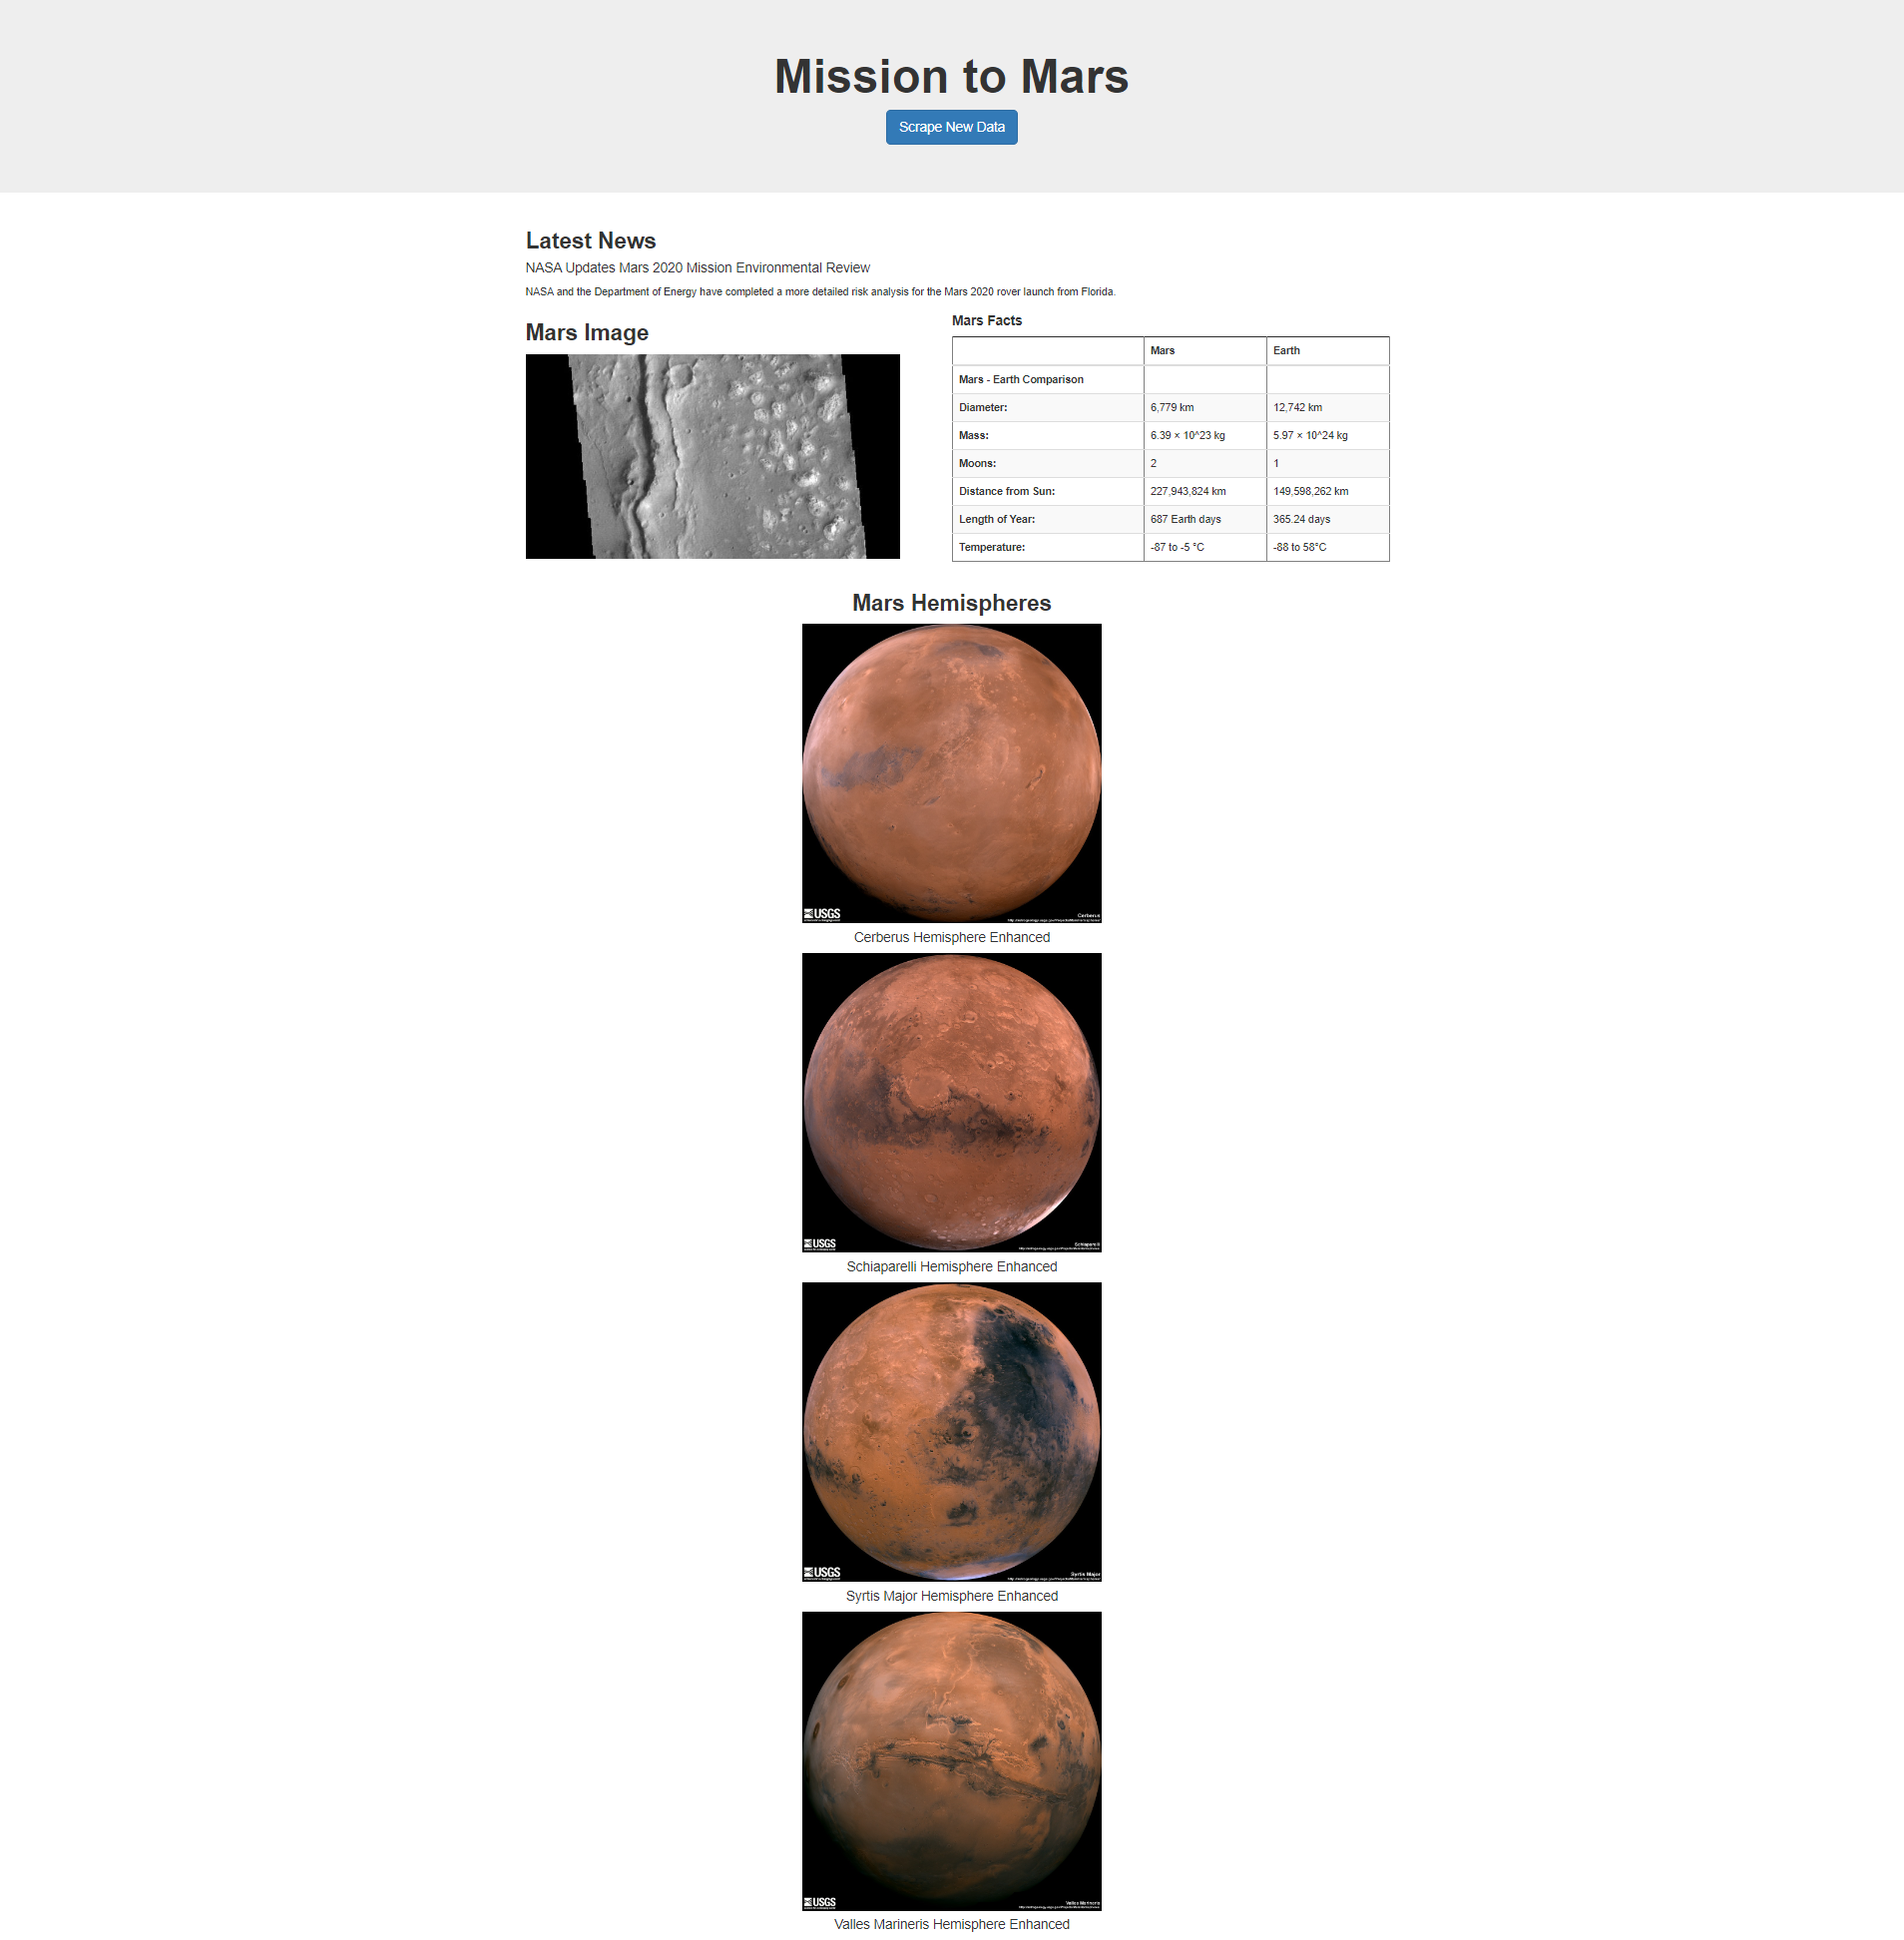 Mission to Mars
Scrape New Data
Latest News
NASA Updates Mars 2020 Mission Environmental Review
NASA and the Department of Energy have completed a more detailed risk analysis for the Mars 2020 rover launch from Florida.
Mars Image
Mars Facts
Mars Earth
Mars - Earth Comparison
Diameter: 6,779 km 12,742 km
Mass: 6.39 × 10^23 kg 5.97 × 10^24 kg
Moons: 2 1
Distance from Sun: 227,943,824 km 149,598,262 km
Length of Year: 687 Earth days 365.24 days
Temperature: -87 to -5 °C -88 to 58°C
Mars Hemispheres
USGS
Cerberus
Cerberus Hemisphere Enhanced
USGS
Schiaparelli
Schiaparelli Hemisphere Enhanced
USGS
Syrtis Major
Syrtis Major Hemisphere Enhanced
USGS
Valles Marineris
Valles Marineris Hemisphere Enhanced